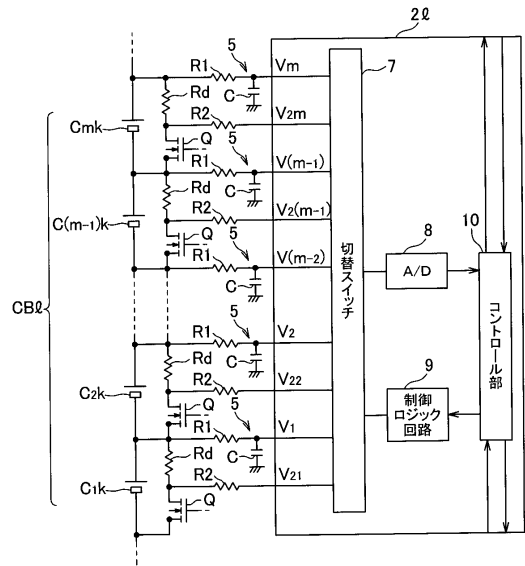 2ℓ
5
Vm
7
R1
C
Rd
Cmk
R2
V2m
Q
5
R1
V(m-1)
C
Rd
C(m-1)k
R2
V2(m-1)
10
8
Q
5
R1
V(m-2)
C
切替スイッチ
A/D
コントロール部
CBℓ
5
R1
V2
C
Rd
9
C2k
R2
V22
制御
ロジック
回路
Q
5
R1
V1
C
Rd
C1k
R2
V21
Q